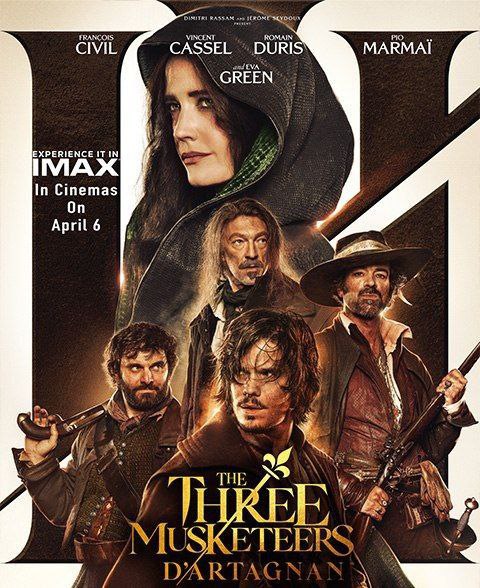 DIMITRI RASSAM and JÉRÔME SEYDOUX
PRESENT
FRANÇOIS CIVIL
VINCENT CASSEL
ROMAIN DURIS
PIO MARMAÏ
and EVA GREEN
EXPERIENCE IT IN
IMAX
In Cinemas
On
April 6
THE
THREE
MUSKETEERS
D'ARTAGNAN